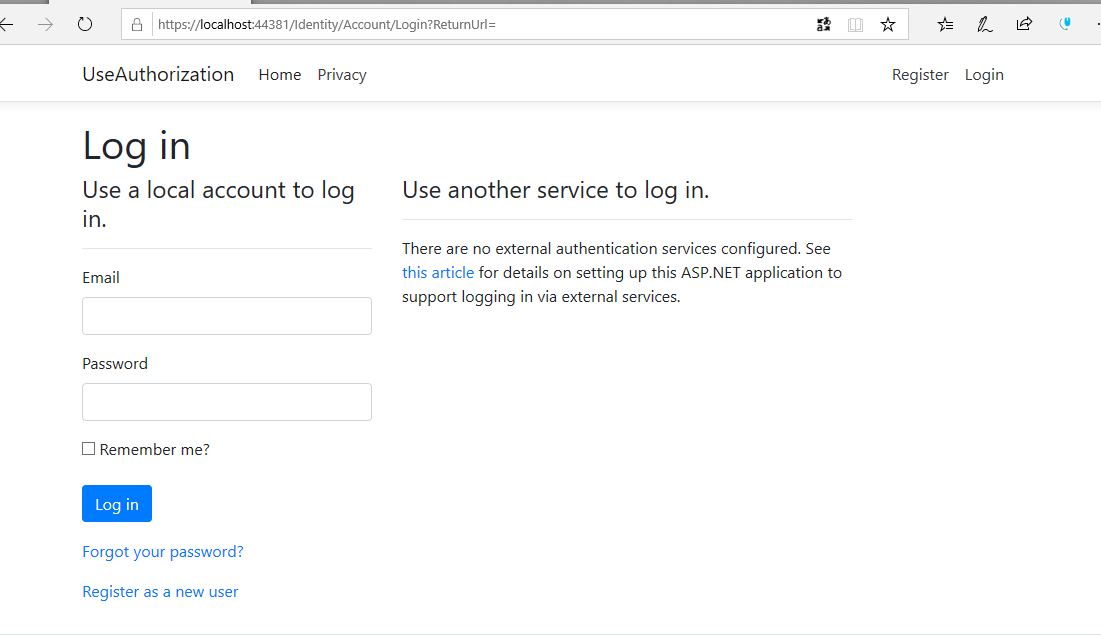 https://localhost:44381/Identity/Account/Login?ReturnUrl=
UseAuthorization Home Privacy Register Login
Log in
Use a local account to log
in.
Email
Password
Remember me?
Log in
Forgot your password?
Register as a new user
Use another service to log in.
There are no external authentication services configured. See
this article for details on setting up this ASP.NET application to
support logging in via external services.